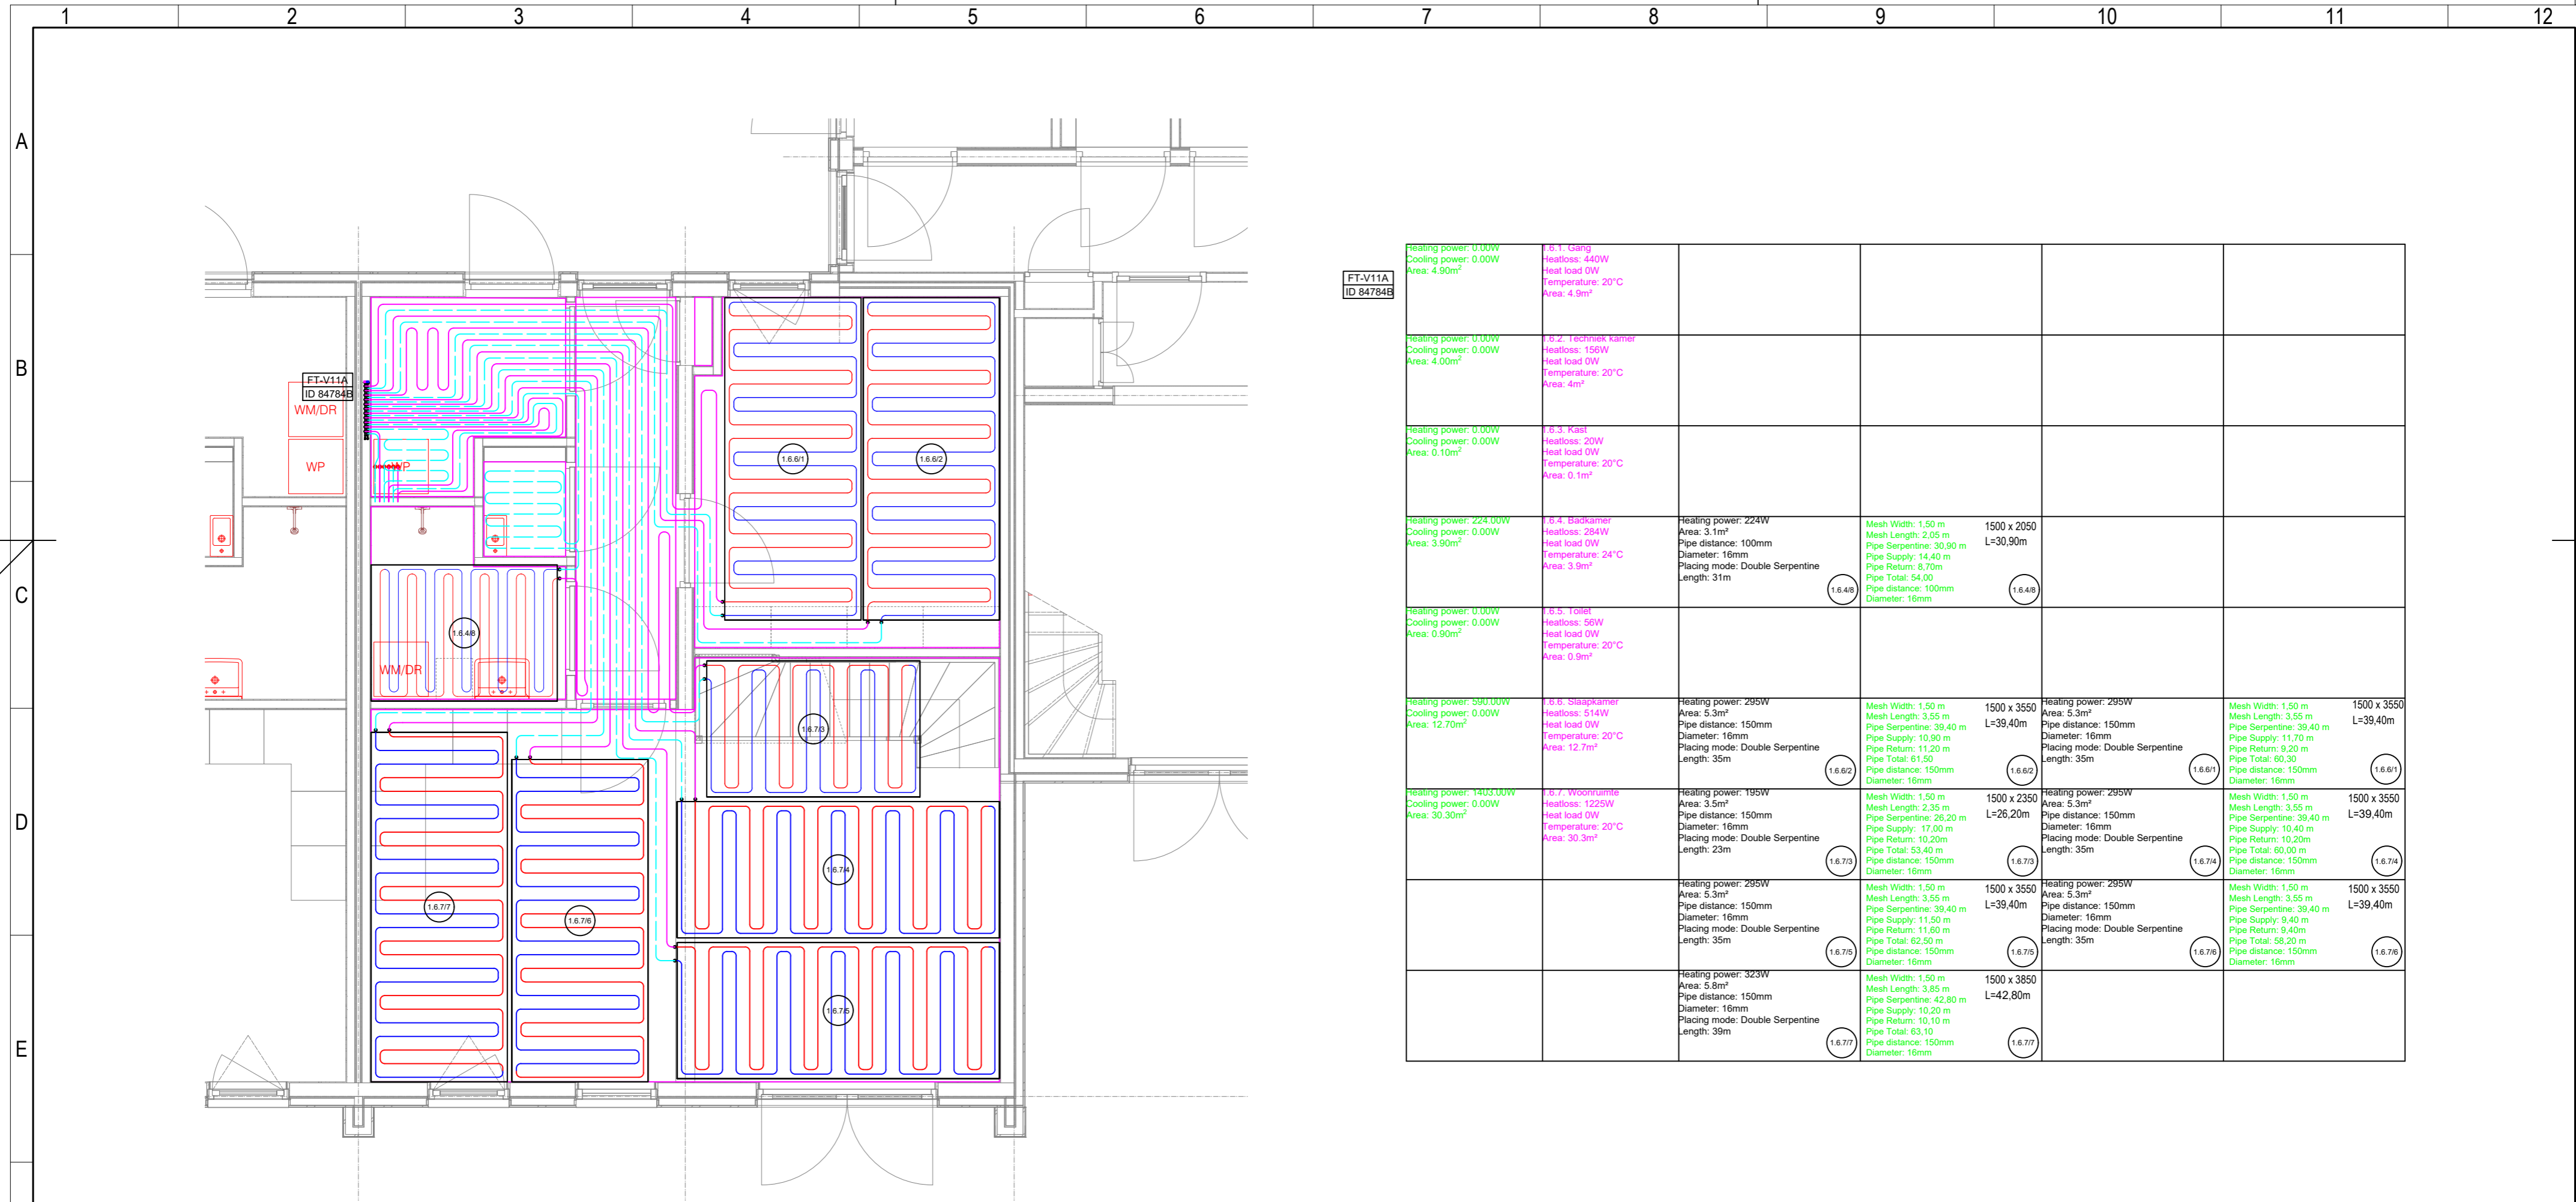 1 2 3 4 5 6 7 8 9 10 11 12
A
B
C
D
E
FT-V11A
ID 84784B
WM/DR
WP
WP
WM/DR
1.6.6/1
1.6.6/2
1.6.4/8
1.6.7/3
1.6.7/4
1.6.7/5
1.6.7/6
1.6.7/7
FT-V11A
ID 84784B
Heating power: 0.00W
Cooling power: 0.00W
Area: 4.90m²
1.6.1. Gang
Heatloss: 440W
Heat load 0W
Temperature: 20°C
Area: 4.9m²
Heating power: 0.00W
Cooling power: 0.00W
Area: 4.00m²
1.6.2. Techniek kamer
Heatloss: 156W
Heat load 0W
Temperature: 20°C
Area: 4m²
Heating power: 0.00W
Cooling power: 0.00W
Area: 0.10m²
1.6.3. Kast
Heatloss: 20W
Heat load 0W
Temperature: 20°C
Area: 0.1m²
Heating power: 224.00W
Cooling power: 0.00W
Area: 3.90m²
1.6.4. Badkamer
Heatloss: 284W
Heat load 0W
Temperature: 24°C
Area: 3.9m²
Heating power: 224W
Area: 3.1m²
Pipe distance: 100mm
Diameter: 16mm
Placing mode: Double Serpentine
Length: 31m
1.6.4/8
Mesh Width: 1,50 m
Mesh Length: 2,05 m
Pipe Serpentine: 30,90 m
Pipe Supply: 14,40 m
Pipe Return: 8,70m
Pipe Total: 54,00
Pipe distance: 100mm
Diameter: 16mm
1500 x 2050
L=30,90m
1.6.4/8
Heating power: 0.00W
Cooling power: 0.00W
Area: 0.90m²
1.6.5. Toilet
Heatloss: 56W
Heat load 0W
Temperature: 20°C
Area: 0.9m²
Heating power: 590.00W
Cooling power: 0.00W
Area: 12.70m²
1.6.6. Slaapkamer
Heatloss: 514W
Heat load 0W
Temperature: 20°C
Area: 12.7m²
Heating power: 295W
Area: 5.3m²
Pipe distance: 150mm
Diameter: 16mm
Placing mode: Double Serpentine
Length: 35m
1.6.6/2
Mesh Width: 1,50 m
Mesh Length: 3,55 m
Pipe Serpentine: 39,40 m
Pipe Supply: 10,90 m
Pipe Return: 11,20 m
Pipe Total: 61,50
Pipe distance: 150mm
Diameter: 16mm
1500 x 3550
L=39,40m
1.6.6/2
Heating power: 295W
Area: 5.3m²
Pipe distance: 150mm
Diameter: 16mm
Placing mode: Double Serpentine
Length: 35m
1.6.6/1
Mesh Width: 1,50 m
Mesh Length: 3,55 m
Pipe Serpentine: 39,40 m
Pipe Supply: 11,70 m
Pipe Return: 9,20 m
Pipe Total: 60,30
Pipe distance: 150mm
Diameter: 16mm
1500 x 3550
L=39,40m
1.6.6/1
Heating power: 1403.00W
Cooling power: 0.00W
Area: 30.30m²
1.6.7. Woonruimte
Heatloss: 1225W
Heat load 0W
Temperature: 20°C
Area: 30.3m²
Heating power: 195W
Area: 3.5m²
Pipe distance: 150mm
Diameter: 16mm
Placing mode: Double Serpentine
Length: 23m
1.6.7/3
Mesh Width: 1,50 m
Mesh Length: 2,35 m
Pipe Serpentine: 26,20 m
Pipe Supply: 17,00 m
Pipe Return: 10,20m
Pipe Total: 53,40 m
Pipe distance: 150mm
Diameter: 16mm
1500 x 2350
L=26,20m
1.6.7/3
Heating power: 295W
Area: 5.3m²
Pipe distance: 150mm
Diameter: 16mm
Placing mode: Double Serpentine
Length: 35m
1.6.7/4
Mesh Width: 1,50 m
Mesh Length: 3,55 m
Pipe Serpentine: 39,40 m
Pipe Supply: 10,40 m
Pipe Return: 10,20m
Pipe Total: 60,00 m
Pipe distance: 150mm
Diameter: 16mm
1500 x 3550
L=39,40m
1.6.7/4
Heating power: 295W
Area: 5.3m²
Pipe distance: 150mm
Diameter: 16mm
Placing mode: Double Serpentine
Length: 35m
1.6.7/5
Mesh Width: 1,50 m
Mesh Length: 3,55 m
Pipe Serpentine: 39,40 m
Pipe Supply: 11,50 m
Pipe Return: 11,60 m
Pipe Total: 62,50 m
Pipe distance: 150mm
Diameter: 16mm
1500 x 3550
L=39,40m
1.6.7/5
Heating power: 295W
Area: 5.3m²
Pipe distance: 150mm
Diameter: 16mm
Placing mode: Double Serpentine
Length: 35m
1.6.7/6
Mesh Width: 1,50 m
Mesh Length: 3,55 m
Pipe Serpentine: 39,40 m
Pipe Supply: 9,40 m
Pipe Return: 9,40m
Pipe Total: 58,20 m
Pipe distance: 150mm
Diameter: 16mm
1500 x 3550
L=39,40m
1.6.7/6
Heating power: 323W
Area: 5.8m²
Pipe distance: 150mm
Diameter: 16mm
Placing mode: Double Serpentine
Length: 39m
1.6.7/7
Mesh Width: 1,50 m
Mesh Length: 3,85 m
Pipe Serpentine: 42,80 m
Pipe Supply: 10,20 m
Pipe Return: 10,10 m
Pipe Total: 63,10
Pipe distance: 150mm
Diameter: 16mm
1500 x 3850
L=42,80m
1.6.7/7